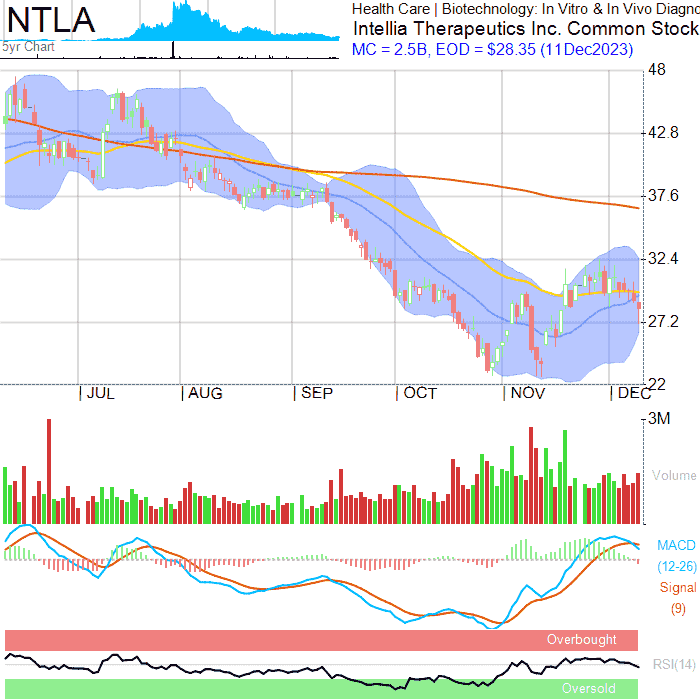 NTLA
5yr Chart
Health Care | Biotechnology: In Vitro & In Vivo Diagno
Intellia Therapeutics Inc. Common Stock
MC = 2.5B, EOD = $28.35 (11Dec2023)
48
42.8
37.6
32.4
27.2
22
| JUL | AUG | SEP | OCT | NOV | DEC
3M
Volume
MACD
(12-26)
Signal
(9)
Overbought
RSI(14)
Oversold